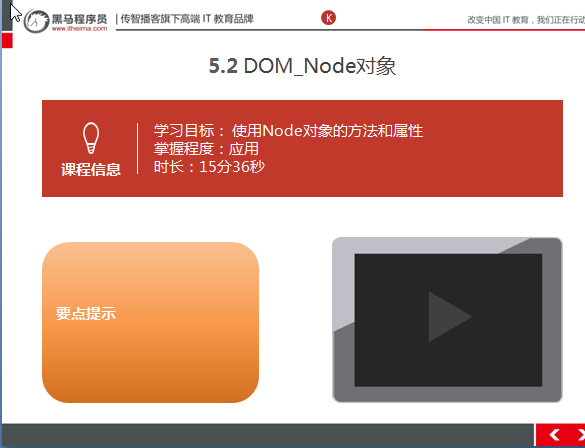 黑马程序员
www.itheima.com
传智播客旗下高端 IT 教育品牌
K
改变中国 IT 教育，我们正在行动
5.2 DOM_Node对象
课程信息
学习目标： 使用Node对象的方法和属性
掌握程度：应用
时长：15分36秒
要点提示